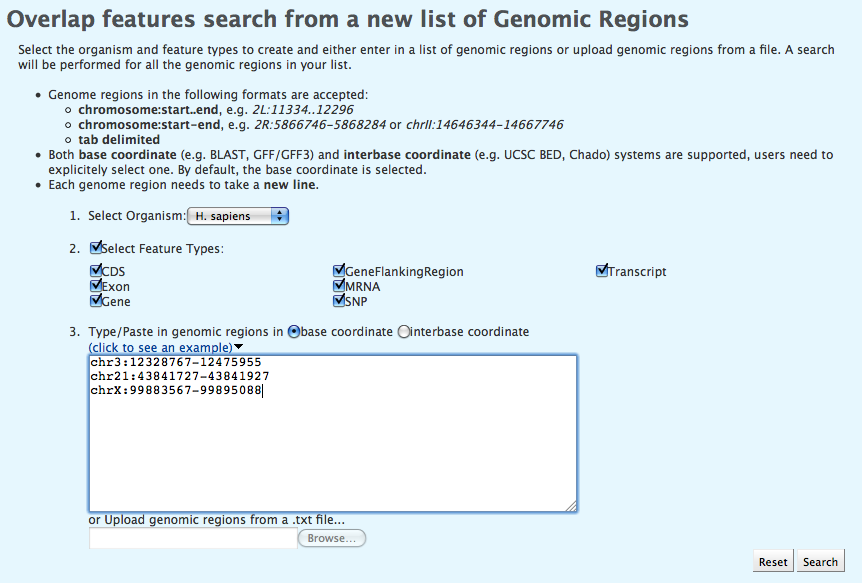 Overlap features search from a new list of Genomic Regions
Select the organism and feature types to create and either enter in a list of genomic regions or upload genomic regions from a file. A search
will be performed for all the genomic regions in your list.
Genome regions in the following formats are accepted:
chromosome:start..end, e.g. 2L:11334..12296
chromosome:start-end, e.g. 2R:5866746-5868284 or chrII:14646344-14667746
tab delimited
Both base coordinate (e.g. BLAST, GFF/GFF3) and interbase coordinate (e.g. UCSC BED, Chado) systems are supported, users need to
explicitely select one. By default, the base coordinate is selected.
Each genome region needs to take a new line.
1. Select Organism: H. sapiens
2. Select Feature Types:
CDS GeneFlankingRegion Transcript
Exon MRNA
Gene SNP
3. Type/Paste in genomic regions in base coordinate interbase coordinate
(click to see an example)
chr3:12328767-12475955
chr21:43841727-43841927
chrX:99883567-99895088
or Upload genomic regions from a .txt file...
Browse...
Reset Search